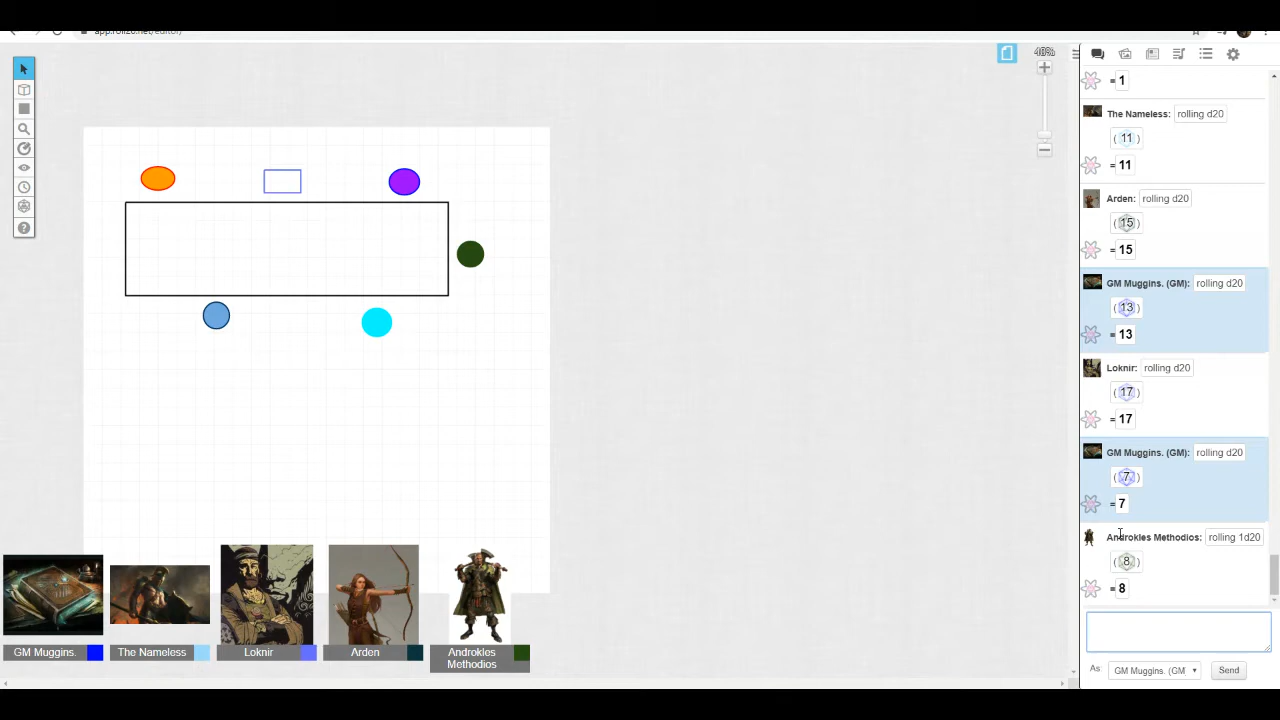 app.roll20.net/editor/
48%
= 1
The Nameless: rolling d20
( 11 )
= 11
Arden: rolling d20
( 15 )
= 15
GM Muggins. (GM): rolling d20
( 13 )
= 13
Loknir: rolling d20
( 17 )
= 17
GM Muggins. (GM): rolling d20
( 7 )
= 7
Androkles Methodios: rolling 1d20
( 8 )
= 8
GM Muggins.
The Nameless
Loknir
Arden
Androkles
Methodios
As: GM Muggins. (GM
Send